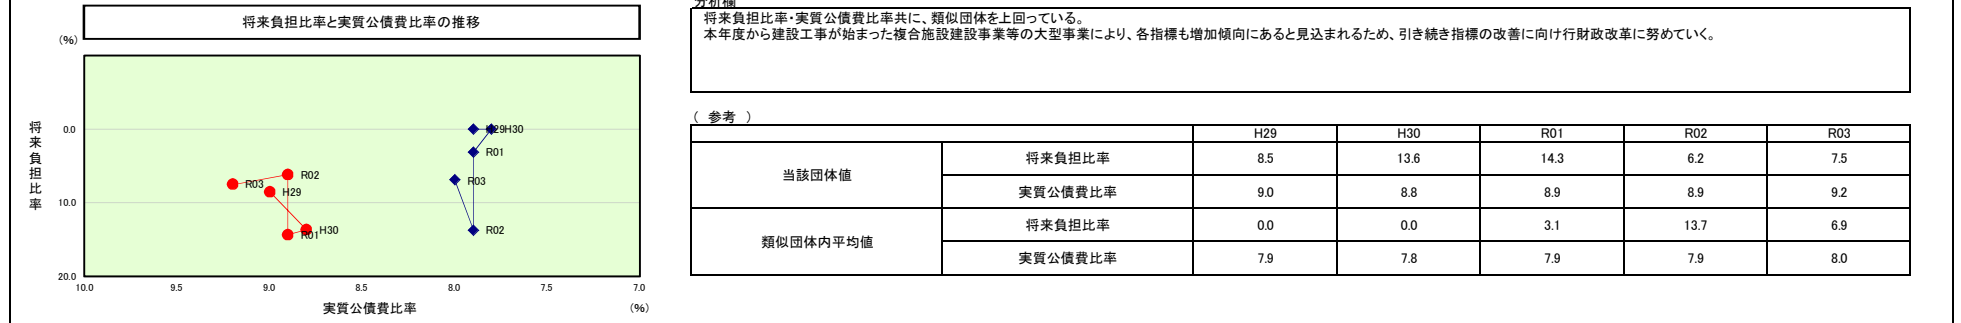 将来負担比率と実質公債費比率の推移
(%)
将来負担比率
0.0
10.0
20.0
10.0 9.5 9.0 8.5 8.0 7.5 7.0
実質公債費比率 (%)
R03 R02 H29 H30 R01
H29 H30 R01 R03 R02
分析欄
将来負担比率・実質公債費比率共に、類似団体を上回っている。
本年度から建設工事が始まった複合施設建設事業等の大型事業により、各指標も増加傾向にあると見込まれるため、引き続き指標の改善に向け行財政改革に努めていく。
( 参考 )
H29 H30 R01 R02 R03
当該団体値
将来負担比率 8.5 13.6 14.3 6.2 7.5
実質公債費比率 9.0 8.8 8.9 8.9 9.2
類似団体内平均値
将来負担比率 0.0 0.0 3.1 13.7 6.9
実質公債費比率 7.9 7.8 7.9 7.9 8.0